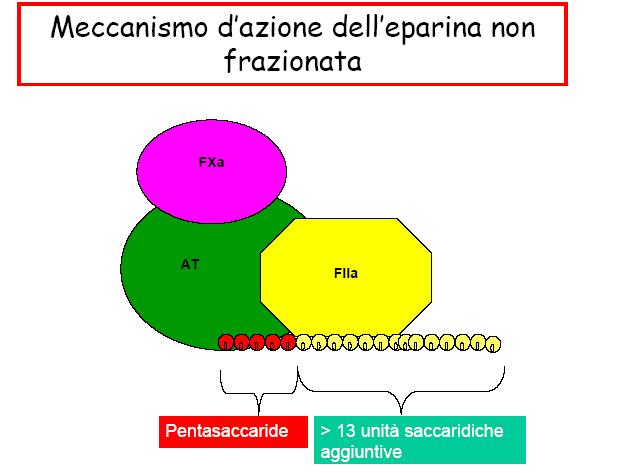 Meccanismo d'azione dell'eparina non
frazionata
FXa
AT
FIIa
Pentasaccaride
> 13 unità saccaridiche
aggiuntive